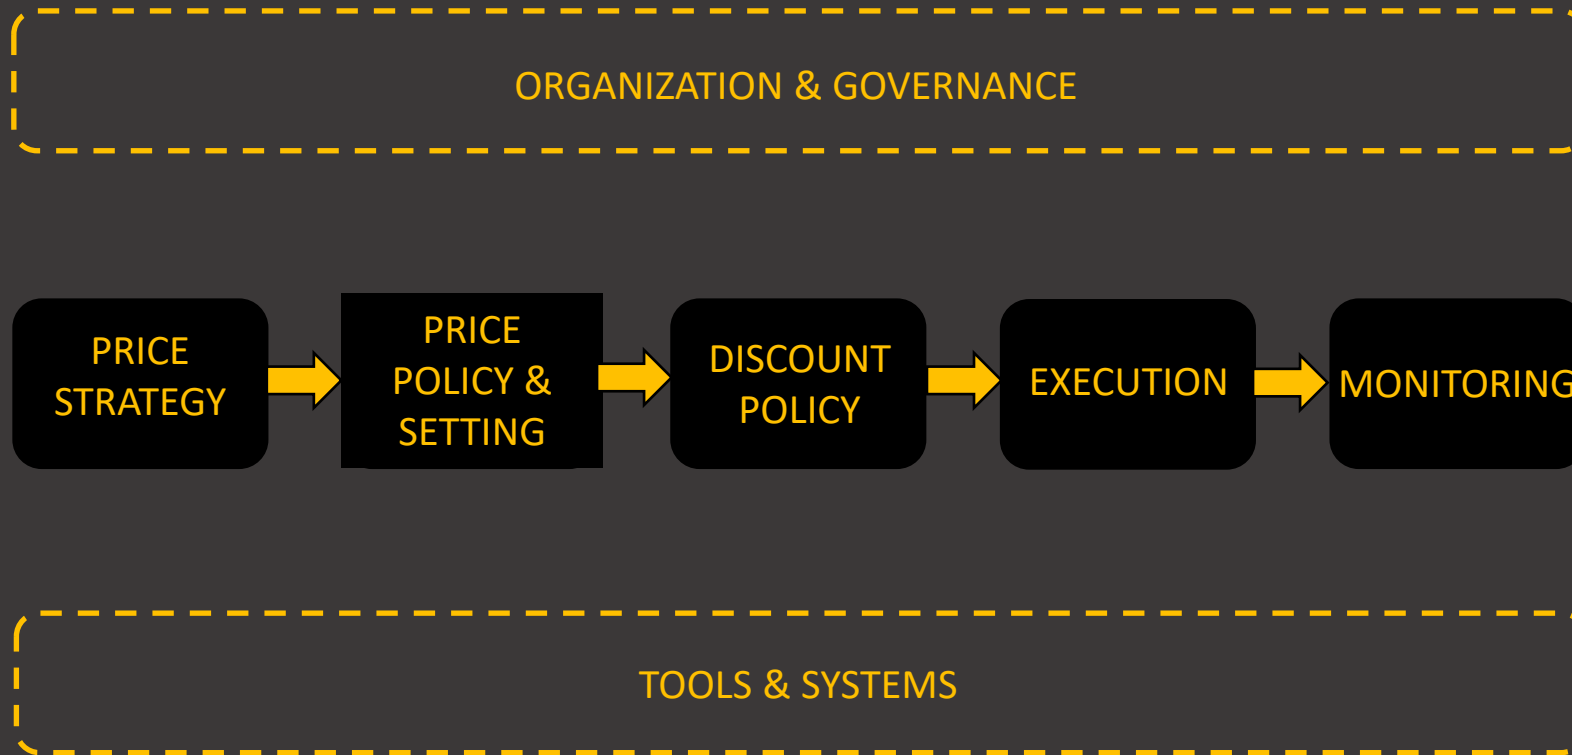 ORGANIZATION & GOVERNANCE
PRICE
STRATEGY
PRICE
POLICY &
SETTING
DISCOUNT
POLICY
EXECUTION
MONITORING
TOOLS & SYSTEMS